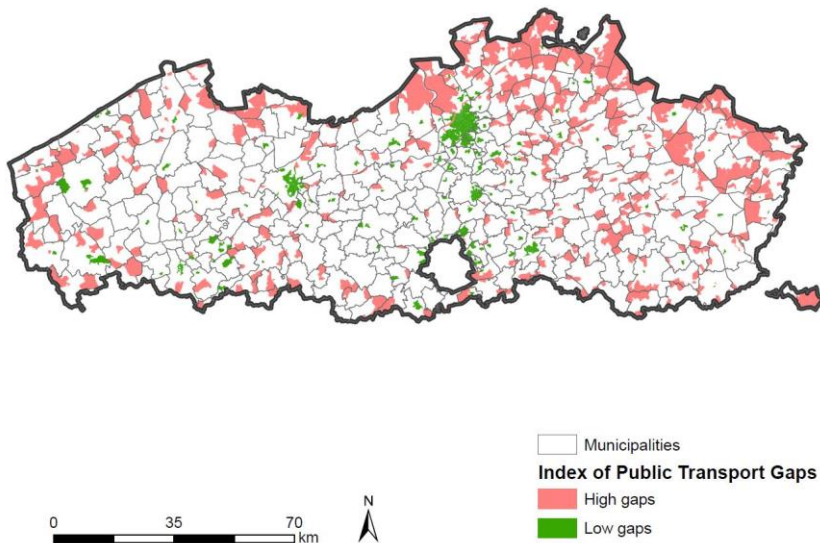 Municipalities
Index of Public Transport Gaps
High gaps
Low gaps
N
0 35 70
km